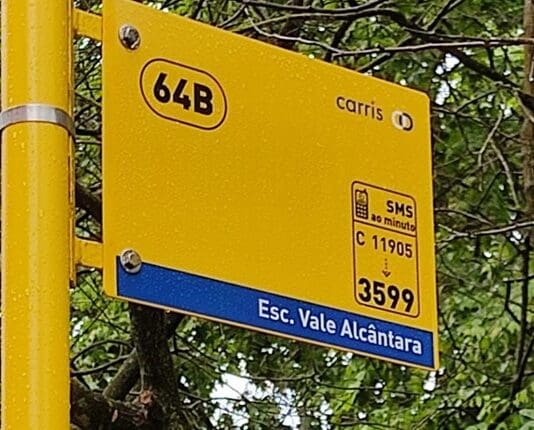 64B
carris
SMS
ao minuto
C 11905
3599
Esc. Vale Alcântara